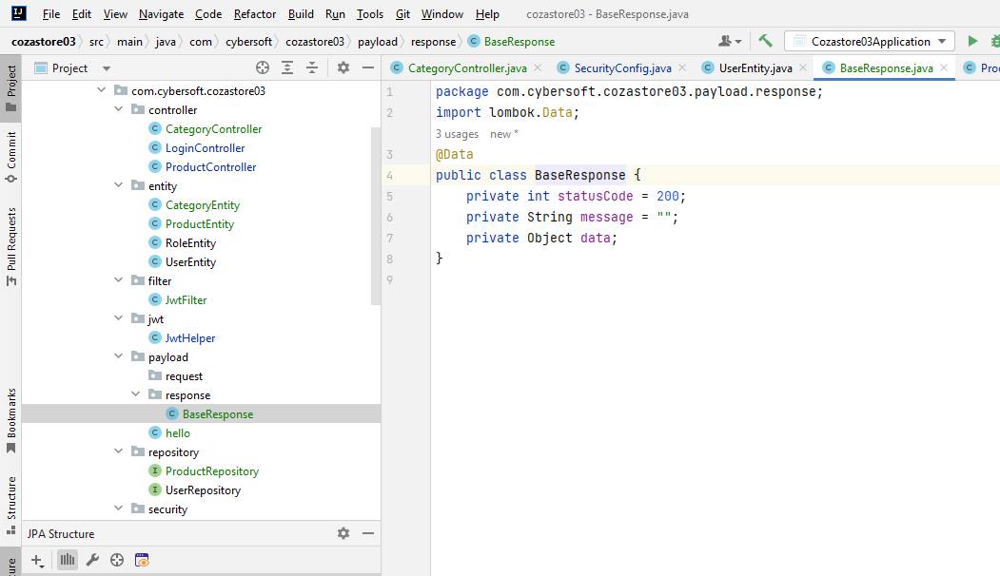 File Edit View Navigate Code Refactor Build Run Tools Git Window Help cozastore03 - BaseResponse.java
cozastore03 src main java com cybersoft cozastore03 payload response BaseResponse
Cozastore03Application
Project
CategoryController.java SecurityConfig.java UserEntity.java BaseResponse.java
com.cybersoft.cozastore03
controller
CategoryController
LoginController
ProductController
entity
CategoryEntity
ProductEntity
RoleEntity
UserEntity
filter
JwtFilter
jwt
JwtHelper
payload
request
response
BaseResponse
hello
repository
ProductRepository
UserRepository
security
JPA Structure
Project
Commit
Pull Requests
Bookmarks
Structure
1 package com.cybersoft.cozastore03.payload.response;
2 import lombok.Data;
3 usages new *
3 @Data
4 public class BaseResponse {
5 private int statusCode = 200;
6 private String message = "";
7 private Object data;
8 }
9